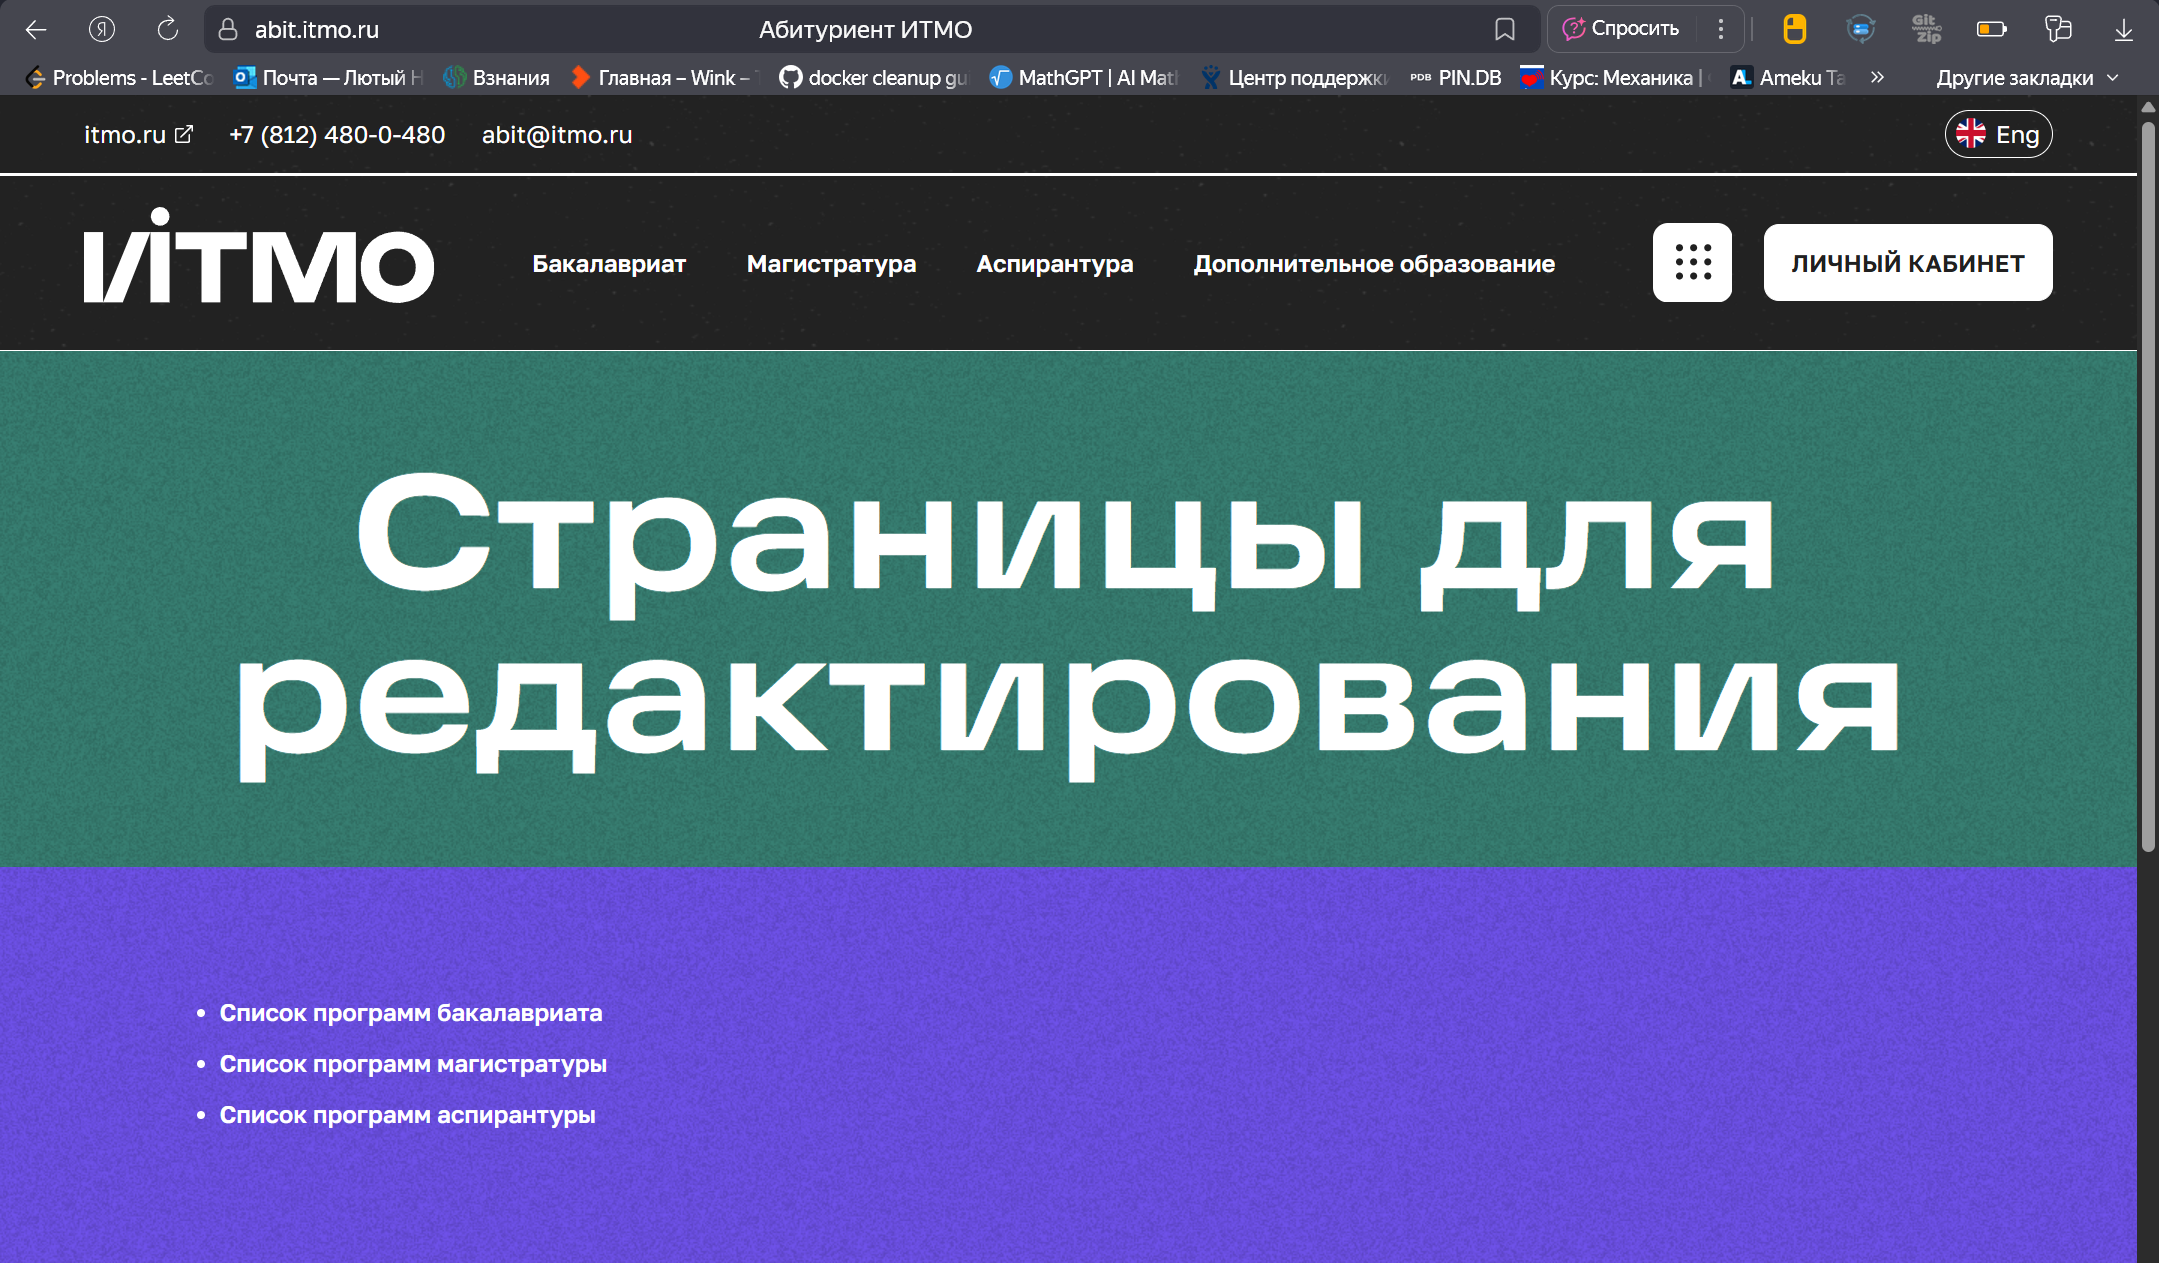 abit.itmo.ru
Абитуриент ИТМО
Спросить
Git Zip
Problems - LeetCo
Почта — Лютый Н
Взнания
Главная – Wink –
docker cleanup gu
MathGPT | AI Mat
Центр поддержк
PDB PIN.DB
Курс: Механика |
AL Ameku Ta
Другие закладки
itmo.ru
+7 (812) 480-0-480
abit@itmo.ru
Eng
ИТМО
Бакалавриат
Магистратура
Аспирантура
Дополнительное образование
ЛИЧНЫЙ КАБИНЕТ
Страницы для
редактирования
• Список программ бакалавриата
• Список программ магистратуры
• Список программ аспирантуры